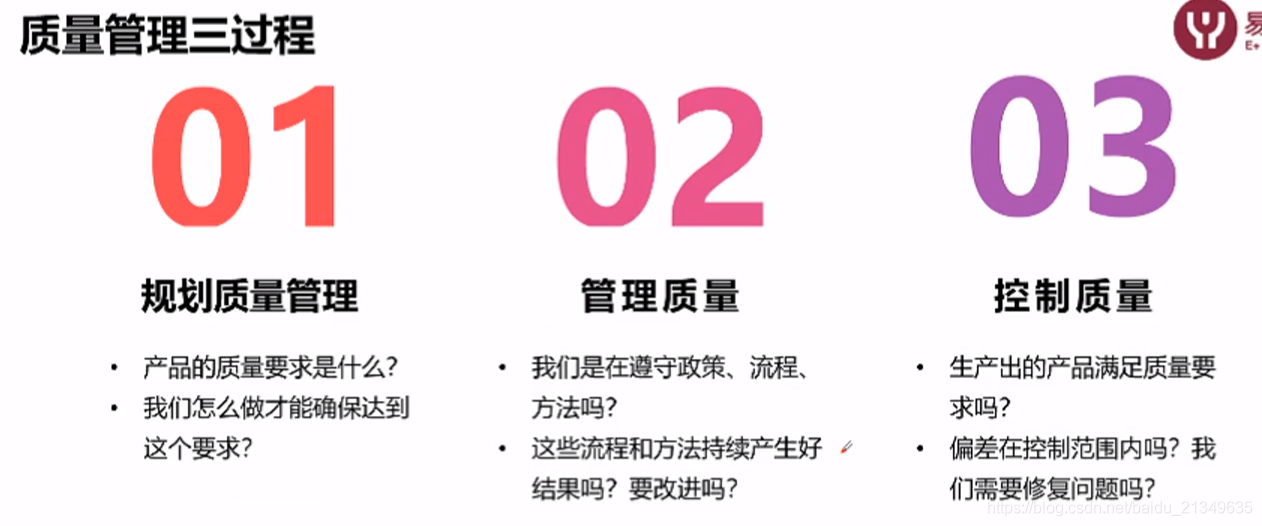 质量管理三过程
易
E+
01
02
03
规划质量管理
管理质量
控制质量
• 产品的质量要求是什么?
• 我们怎么做才能确保达到
这个要求?
• 我们是在遵守政策、流程、
方法吗?
• 这些流程和方法持续产生好
结果吗? 要改进吗?
• 生产出的产品满足质量要
求吗?
• 偏差在控制范围内吗? 我
们需要修复问题吗?
https://blog.csdn.net/baidu_21349635